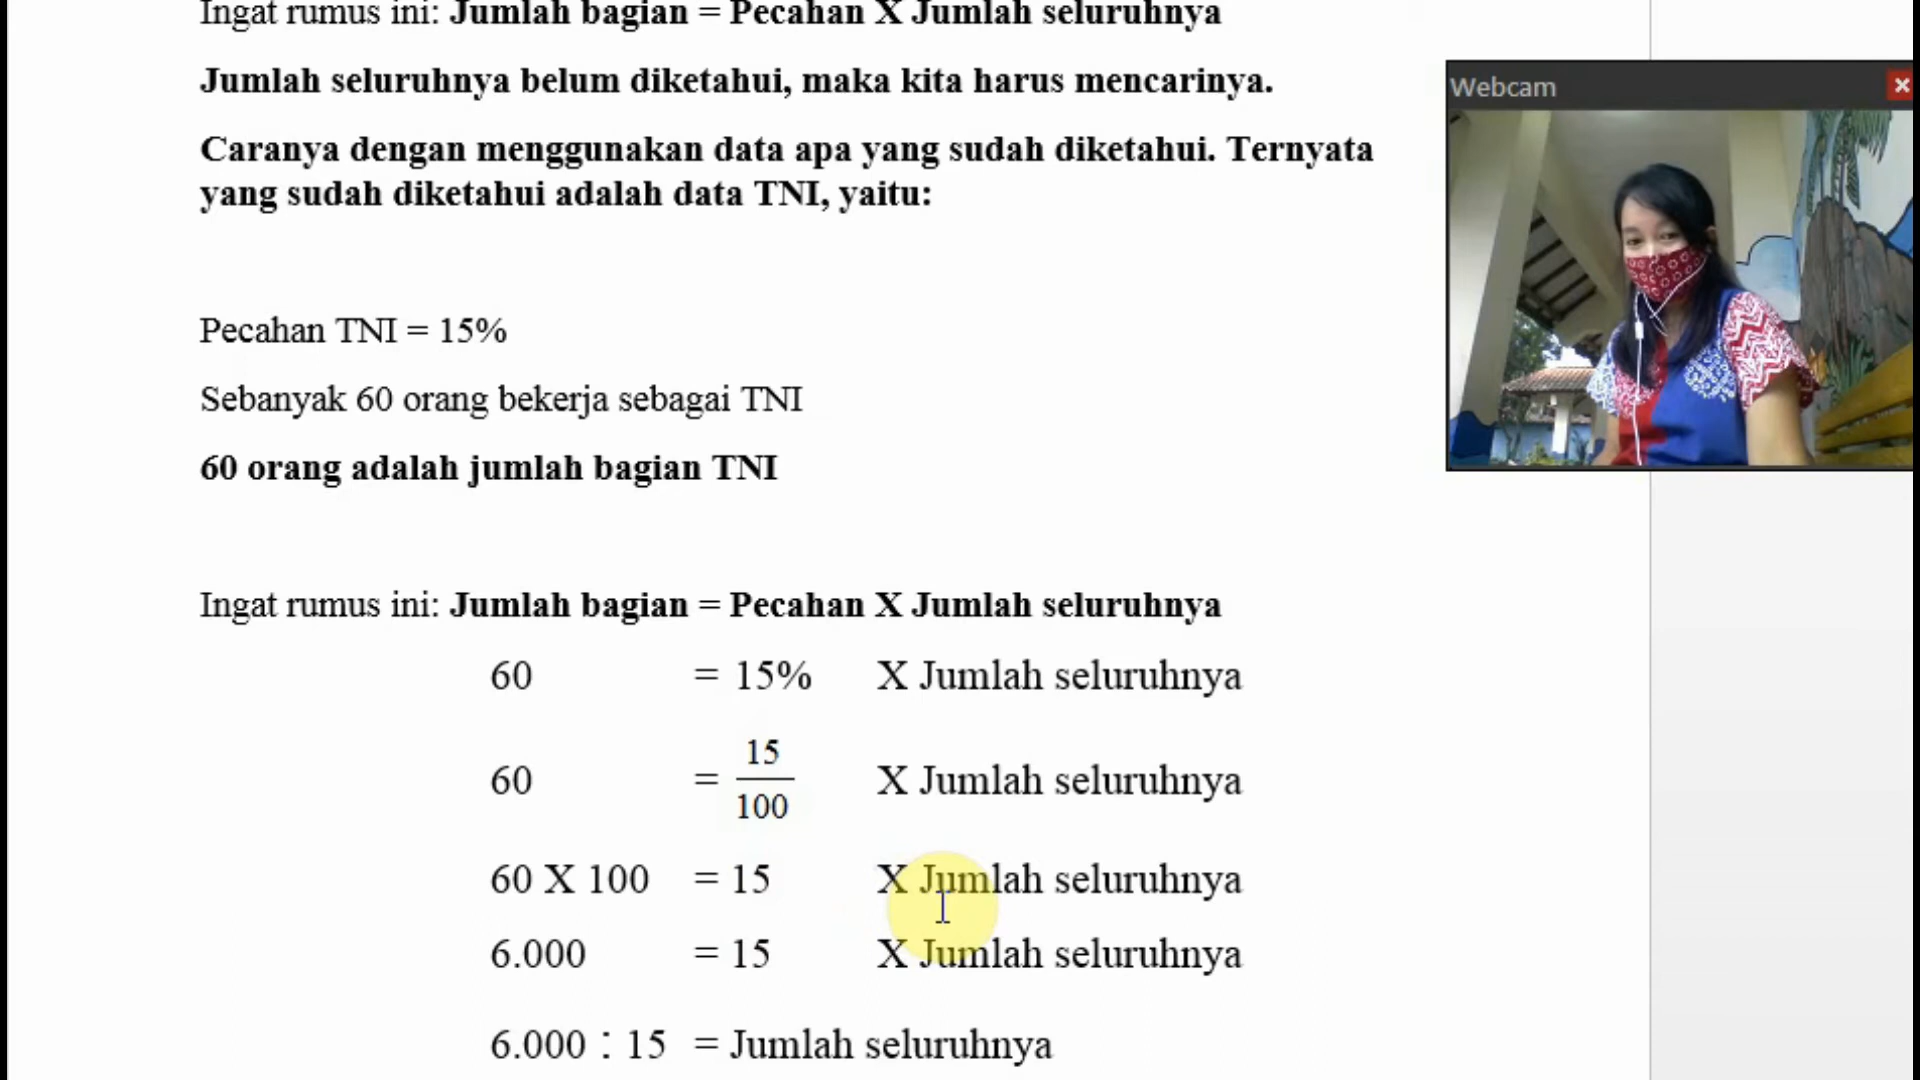 Ingat rumus ini: Jumlah bagian = Pecahan X Jumlah seluruhnya
Jumlah seluruhnya belum diketahui, maka kita harus mencarinya.
Caranya dengan menggunakan data apa yang sudah diketahui. Ternyata
yang sudah diketahui adalah data TNI, yaitu:
Webcam
Pecahan TNI = 15%
Sebanyak 60 orang bekerja sebagai TNI
60 orang adalah jumlah bagian TNI
Ingat rumus ini: Jumlah bagian = Pecahan X Jumlah seluruhnya
60 = 15% X Jumlah seluruhnya
60 = 15/100 X Jumlah seluruhnya
60 X 100 = 15 X Jumlah seluruhnya
6.000 = 15 X Jumlah seluruhnya
6.000 : 15 = Jumlah seluruhnya